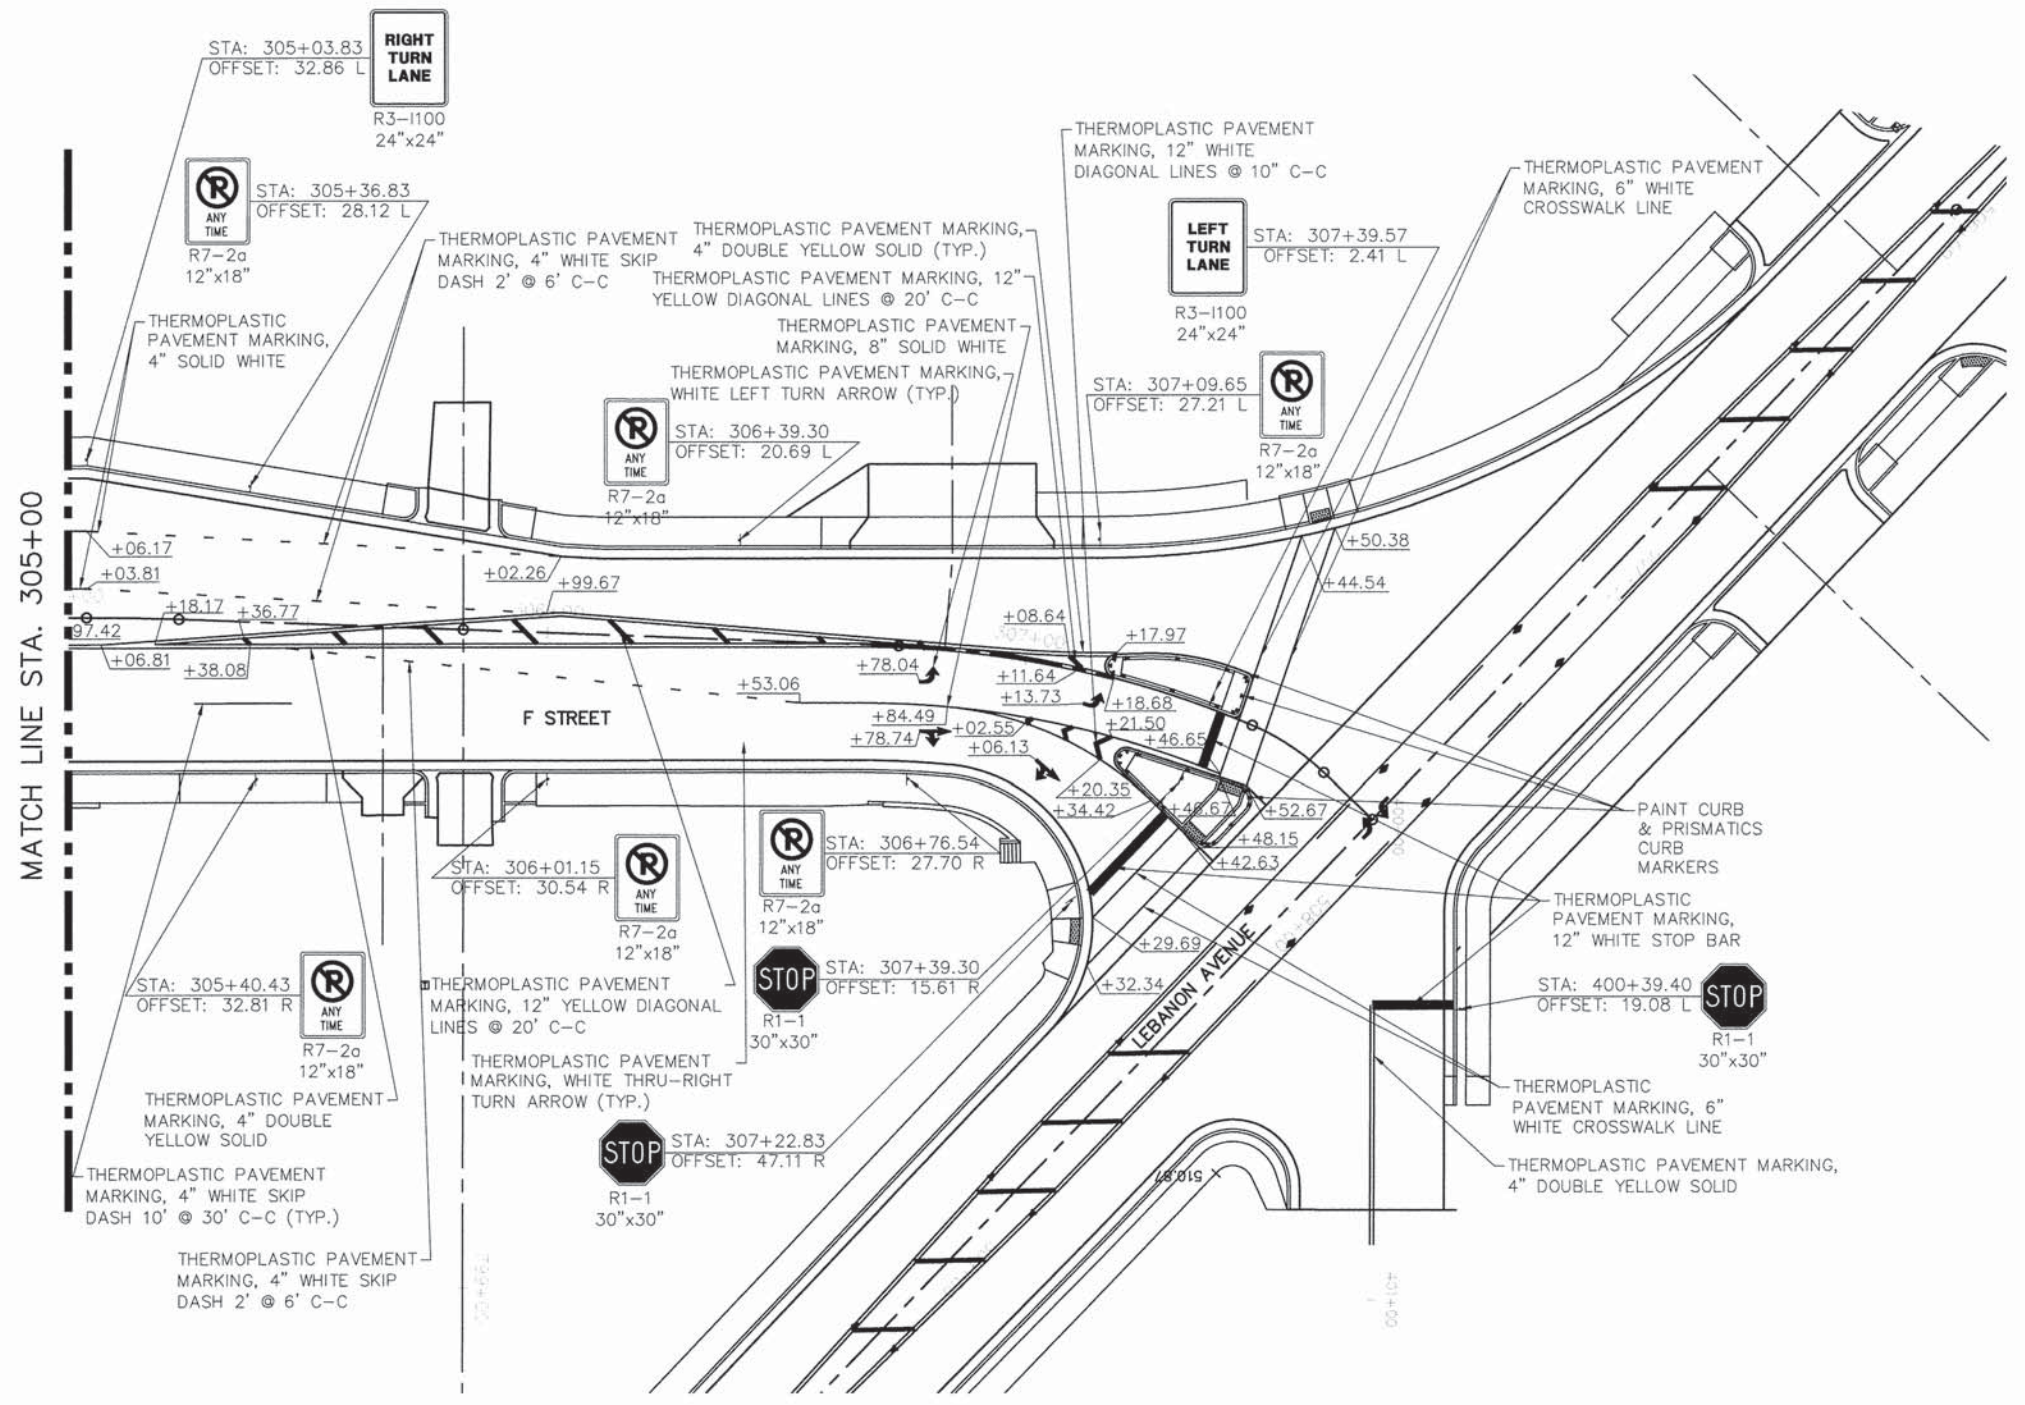 STA: 305+03.83
OFFSET: 32.86 L
RIGHT
TURN
LANE
R3-I100
24"x24"
ANY
TIME
R7-2a
12"x18"
STA: 305+36.83
OFFSET: 28.12 L
THERMOPLASTIC PAVEMENT
MARKING, 4" WHITE SKIP
DASH 2' @ 6' C-C
THERMOPLASTIC
PAVEMENT MARKING,
4" SOLID WHITE
THERMOPLASTIC PAVEMENT MARKING,
4" DOUBLE YELLOW SOLID (TYP.)
THERMOPLASTIC PAVEMENT MARKING, 12"
YELLOW DIAGONAL LINES @ 20' C-C
THERMOPLASTIC PAVEMENT
MARKING, 8" SOLID WHITE
THERMOPLASTIC PAVEMENT MARKING,
WHITE LEFT TURN ARROW (TYP.)
THERMOPLASTIC PAVEMENT
MARKING, 12" WHITE
DIAGONAL LINES @ 10" C-C
LEFT
TURN
LANE
R3-I100
24"x24"
STA: 307+39.57
OFFSET: 2.41 L
THERMOPLASTIC PAVEMENT
MARKING, 6" WHITE
CROSSWALK LINE
STA: 307+09.65
OFFSET: 27.21 L
ANY
TIME
R7-2a
12"x18"
ANY
TIME
R7-2a
12"x18"
STA: 306+39.30
OFFSET: 20.69 L
MATCH LINE STA. 305+00
+06.17
+03.81
+02.26
+99.67
+50.38
+44.54
+18.17
+36.77
97.42
+06.81
+38.08
307+00
+08.64
+17.97
+78.04
+11.64
+13.73
+18.68
+53.06
F STREET
+84.49
+78.74
+02.55
+06.13
+21.50
+46.65
+20.35
+34.42
+46.67
+52.67
+48.15
+42.63
PAINT CURB
& PRISMATICS
CURB
MARKERS
STA: 306+01.15
OFFSET: 30.54 R
ANY
TIME
R7-2a
12"x18"
ANY
TIME
R7-2a
12"x18"
STA: 306+76.54
OFFSET: 27.70 R
THERMOPLASTIC
PAVEMENT MARKING,
12" WHITE STOP BAR
558+00
LEBANON AVENUE
+29.69
+32.34
STA: 305+40.43
OFFSET: 32.81 R
ANY
TIME
R7-2a
12"x18"
THERMOPLASTIC PAVEMENT
MARKING, 12" YELLOW DIAGONAL
LINES @ 20' C-C
STOP
R1-1
30"x30"
STA: 307+39.30
OFFSET: 15.61 R
STA: 400+39.40
OFFSET: 19.08 L
STOP
R1-1
30"x30"
THERMOPLASTIC PAVEMENT
MARKING, WHITE THRU-RIGHT
TURN ARROW (TYP.)
THERMOPLASTIC PAVEMENT
MARKING, 4" DOUBLE
YELLOW SOLID
THERMOPLASTIC
PAVEMENT MARKING, 6"
WHITE CROSSWALK LINE
STOP
R1-1
30"x30"
STA: 307+22.83
OFFSET: 47.11 R
THERMOPLASTIC PAVEMENT MARKING,
4" DOUBLE YELLOW SOLID
510.87
THERMOPLASTIC PAVEMENT
MARKING, 4" WHITE SKIP
DASH 10' @ 30' C-C (TYP.)
THERMOPLASTIC PAVEMENT
MARKING, 4" WHITE SKIP
DASH 2' @ 6' C-C
401+00